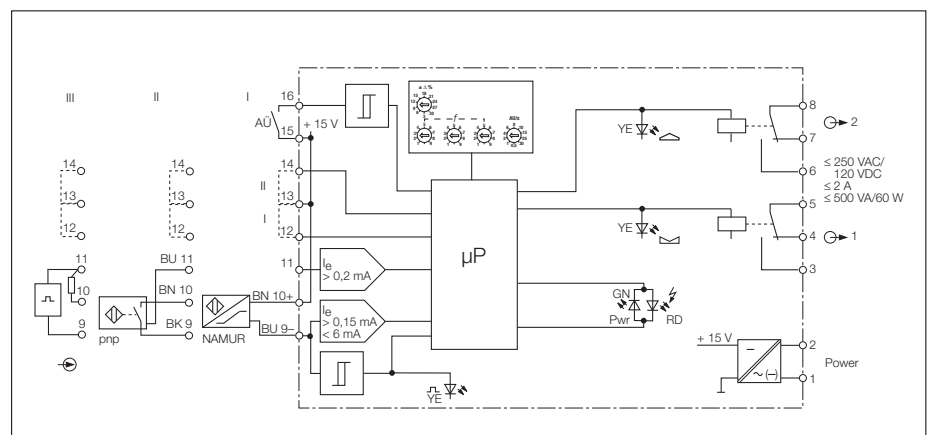 III
II
I
16
AÜ
15
+ 15 V
14
14
14
II
13
13
13
I
12
12
12
11
11
BU 11
10
BN 10
BN 10+
9
BK 9
BU 9–
pnp
NAMUR
Ie
> 0,2 mA
Ie
> 0,15 mA
< 6 mA
YE
f
AÜ/s
µP
YE
YE
GN
Pwr
RD
8
2
7
6
≤ 250 VAC/
120 VDC
≤ 2 A
≤ 500 VA/60 W
5
4
1
3
+ 15 V
2
Power
1
~ (–)